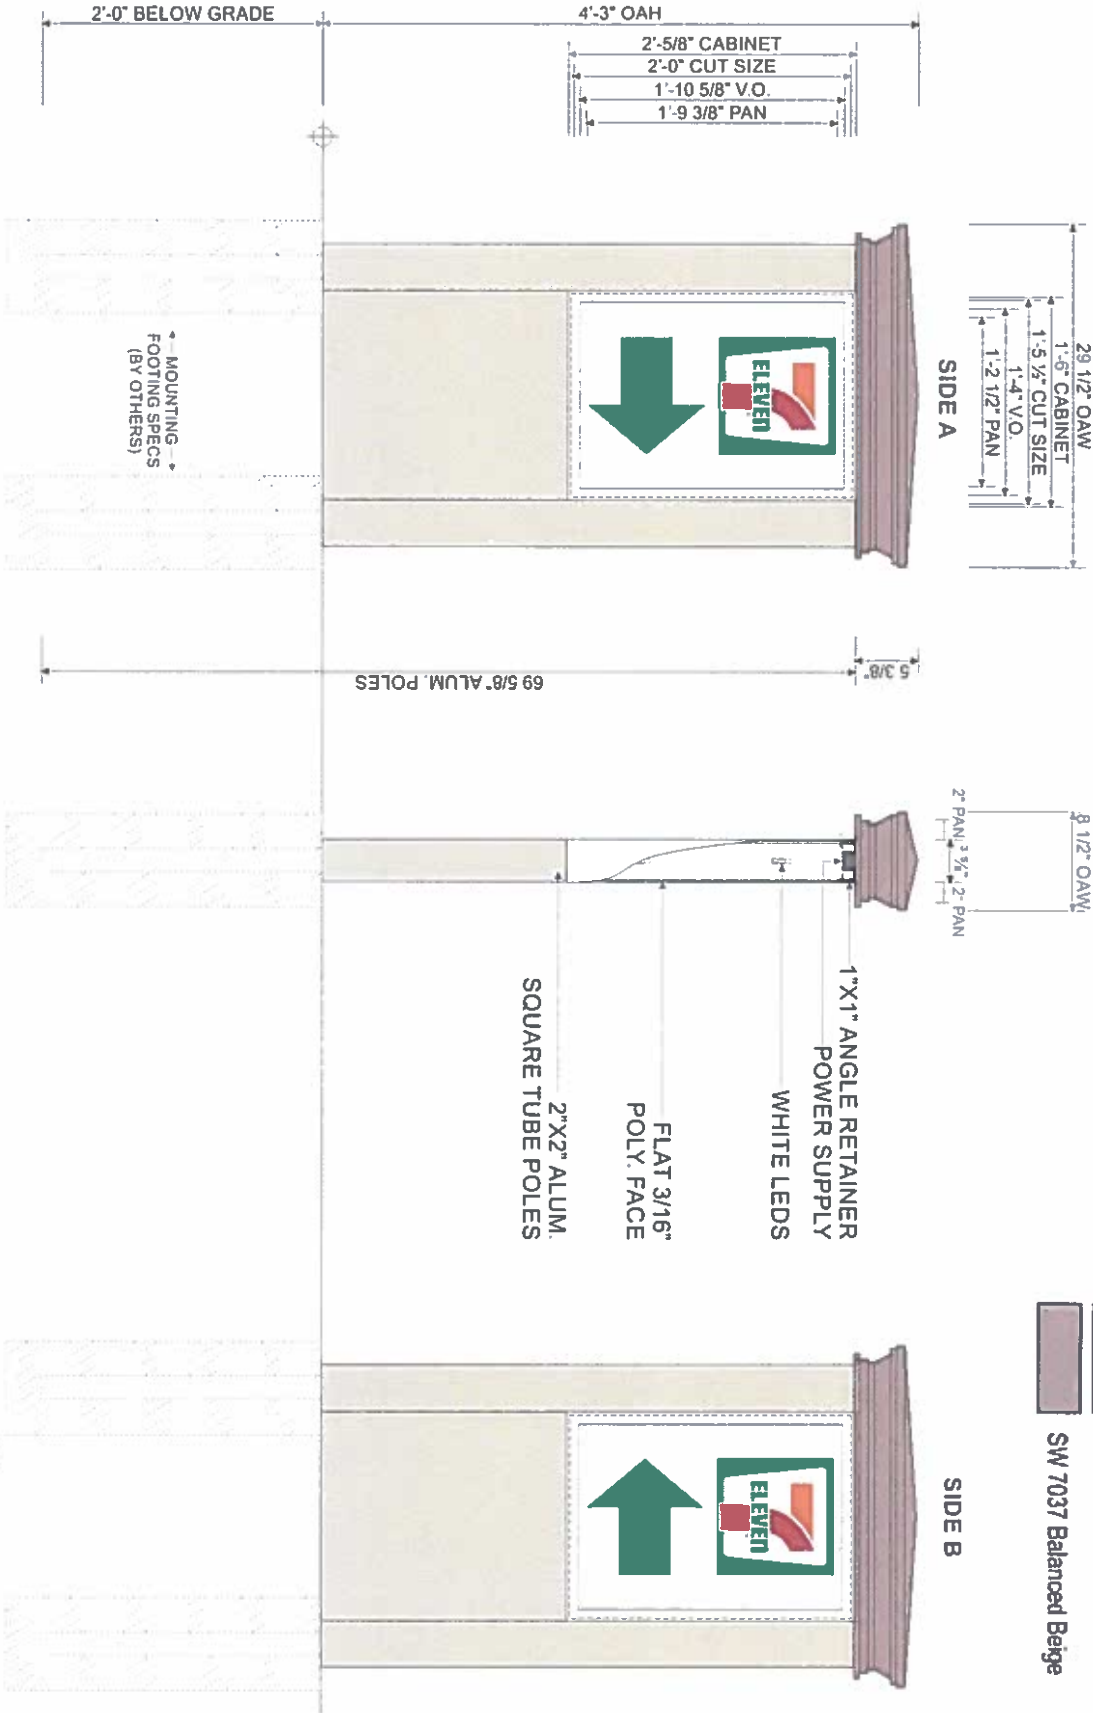 29 1/2" OAW
1'-6" CABINET
1'-5 ½" CUT SIZE
1'-4" V.O.
1'-2 1/2" PAN
SIDE A
4'-3" OAH
2'-0" BELOW GRADE
2'-5/8" CABINET
2'-0" CUT SIZE
1'-10 5/8" V.O.
1'-9 3/8" PAN
ELEVEN
MOUNTING
FOOTING SPECS
(BY OTHERS)
5 3/8"
69 5/8" ALUM. POLES
8 1/2" OAW
2" PAN
3 ⅝"
2" PAN
1"X1" ANGLE RETAINER
POWER SUPPLY
WHITE LEDS
FLAT 3/16"
POLY. FACE
2"X2" ALUM.
SQUARE TUBE POLES
SW 7037 Balanced Beige
SIDE B
ELEVEN